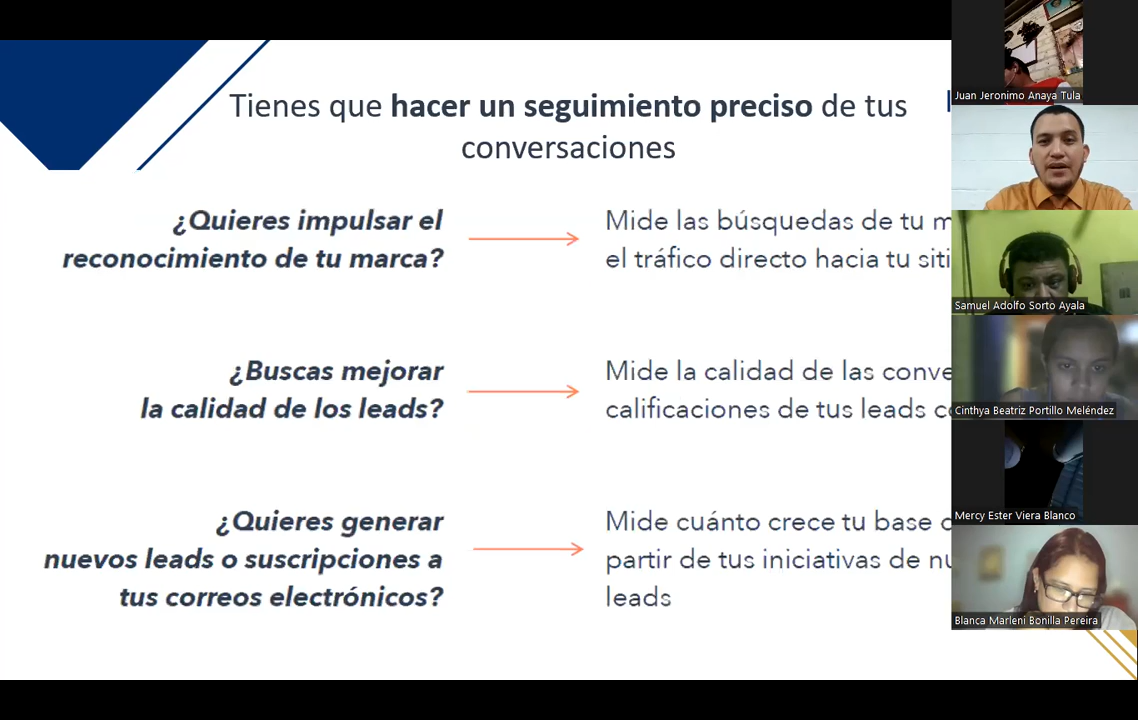 Tienes que hacer un seguimiento preciso de tus
conversaciones
¿Quieres impulsar el
reconocimiento de tu marca?
Mide las búsquedas de tu
el tráfico directo hacia tu
¿Buscas mejorar
la calidad de los leads?
Mide la calidad de las
calificaciones de tus leads
¿Quieres generar
nuevos leads o suscripciones a
tus correos electrónicos?
Mide cuánto crece tu base
partir de tus iniciativas de
leads
Juan Jeronimo Anaya Tula
Samuel Adolfo Sorto Ayala
Cinthya Beatriz Portillo Meléndez
Mercy Ester Viera Blanco
Blanca Marleni Bonilla Pereira